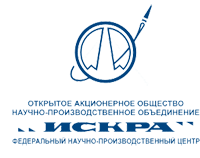 ОТКРЫТОЕ АКЦИОНЕРНОЕ ОБЩЕСТВО
НАУЧНО-ПРОИЗВОДСТВЕННОЕ ОБЪЕДИНЕНИЕ
ИСКРА
ФЕДЕРАЛЬНЫЙ НАУЧНО-ПРОИЗВОДСТВЕННЫЙ ЦЕНТР